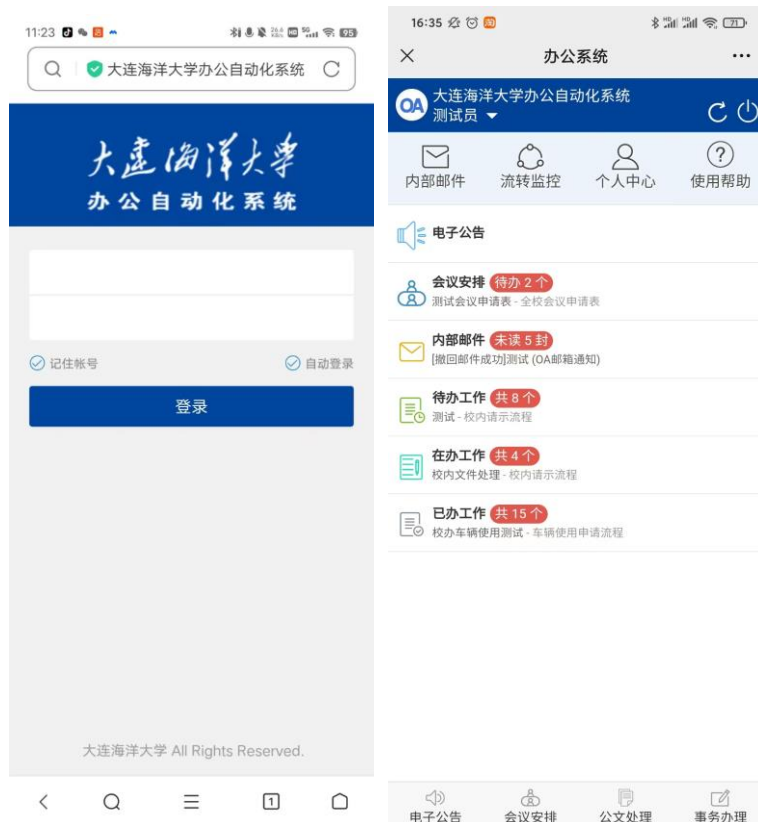 11:23
95
大连海洋大学办公自动化系统
大连海洋大学
办公自动化系统
记住帐号
自动登录
登录
大连海洋大学 All Rights Reserved.
1
16:35
71
办公系统
OA
大连海洋大学办公自动化系统
测试员
内部邮件
流转监控
个人中心
使用帮助
电子公告
会议安排 待办 2 个
测试会议申请表 - 全校会议申请表
内部邮件 未读 5 封
[撤回邮件成功]测试 (OA邮箱通知)
待办工作 共 8 个
测试 - 校内请示流程
在办工作 共 4 个
校内文件处理 - 校内请示流程
已办工作 共 15 个
校办车辆使用测试 - 车辆使用申请流程
电子公告
会议安排
公文处理
事务办理